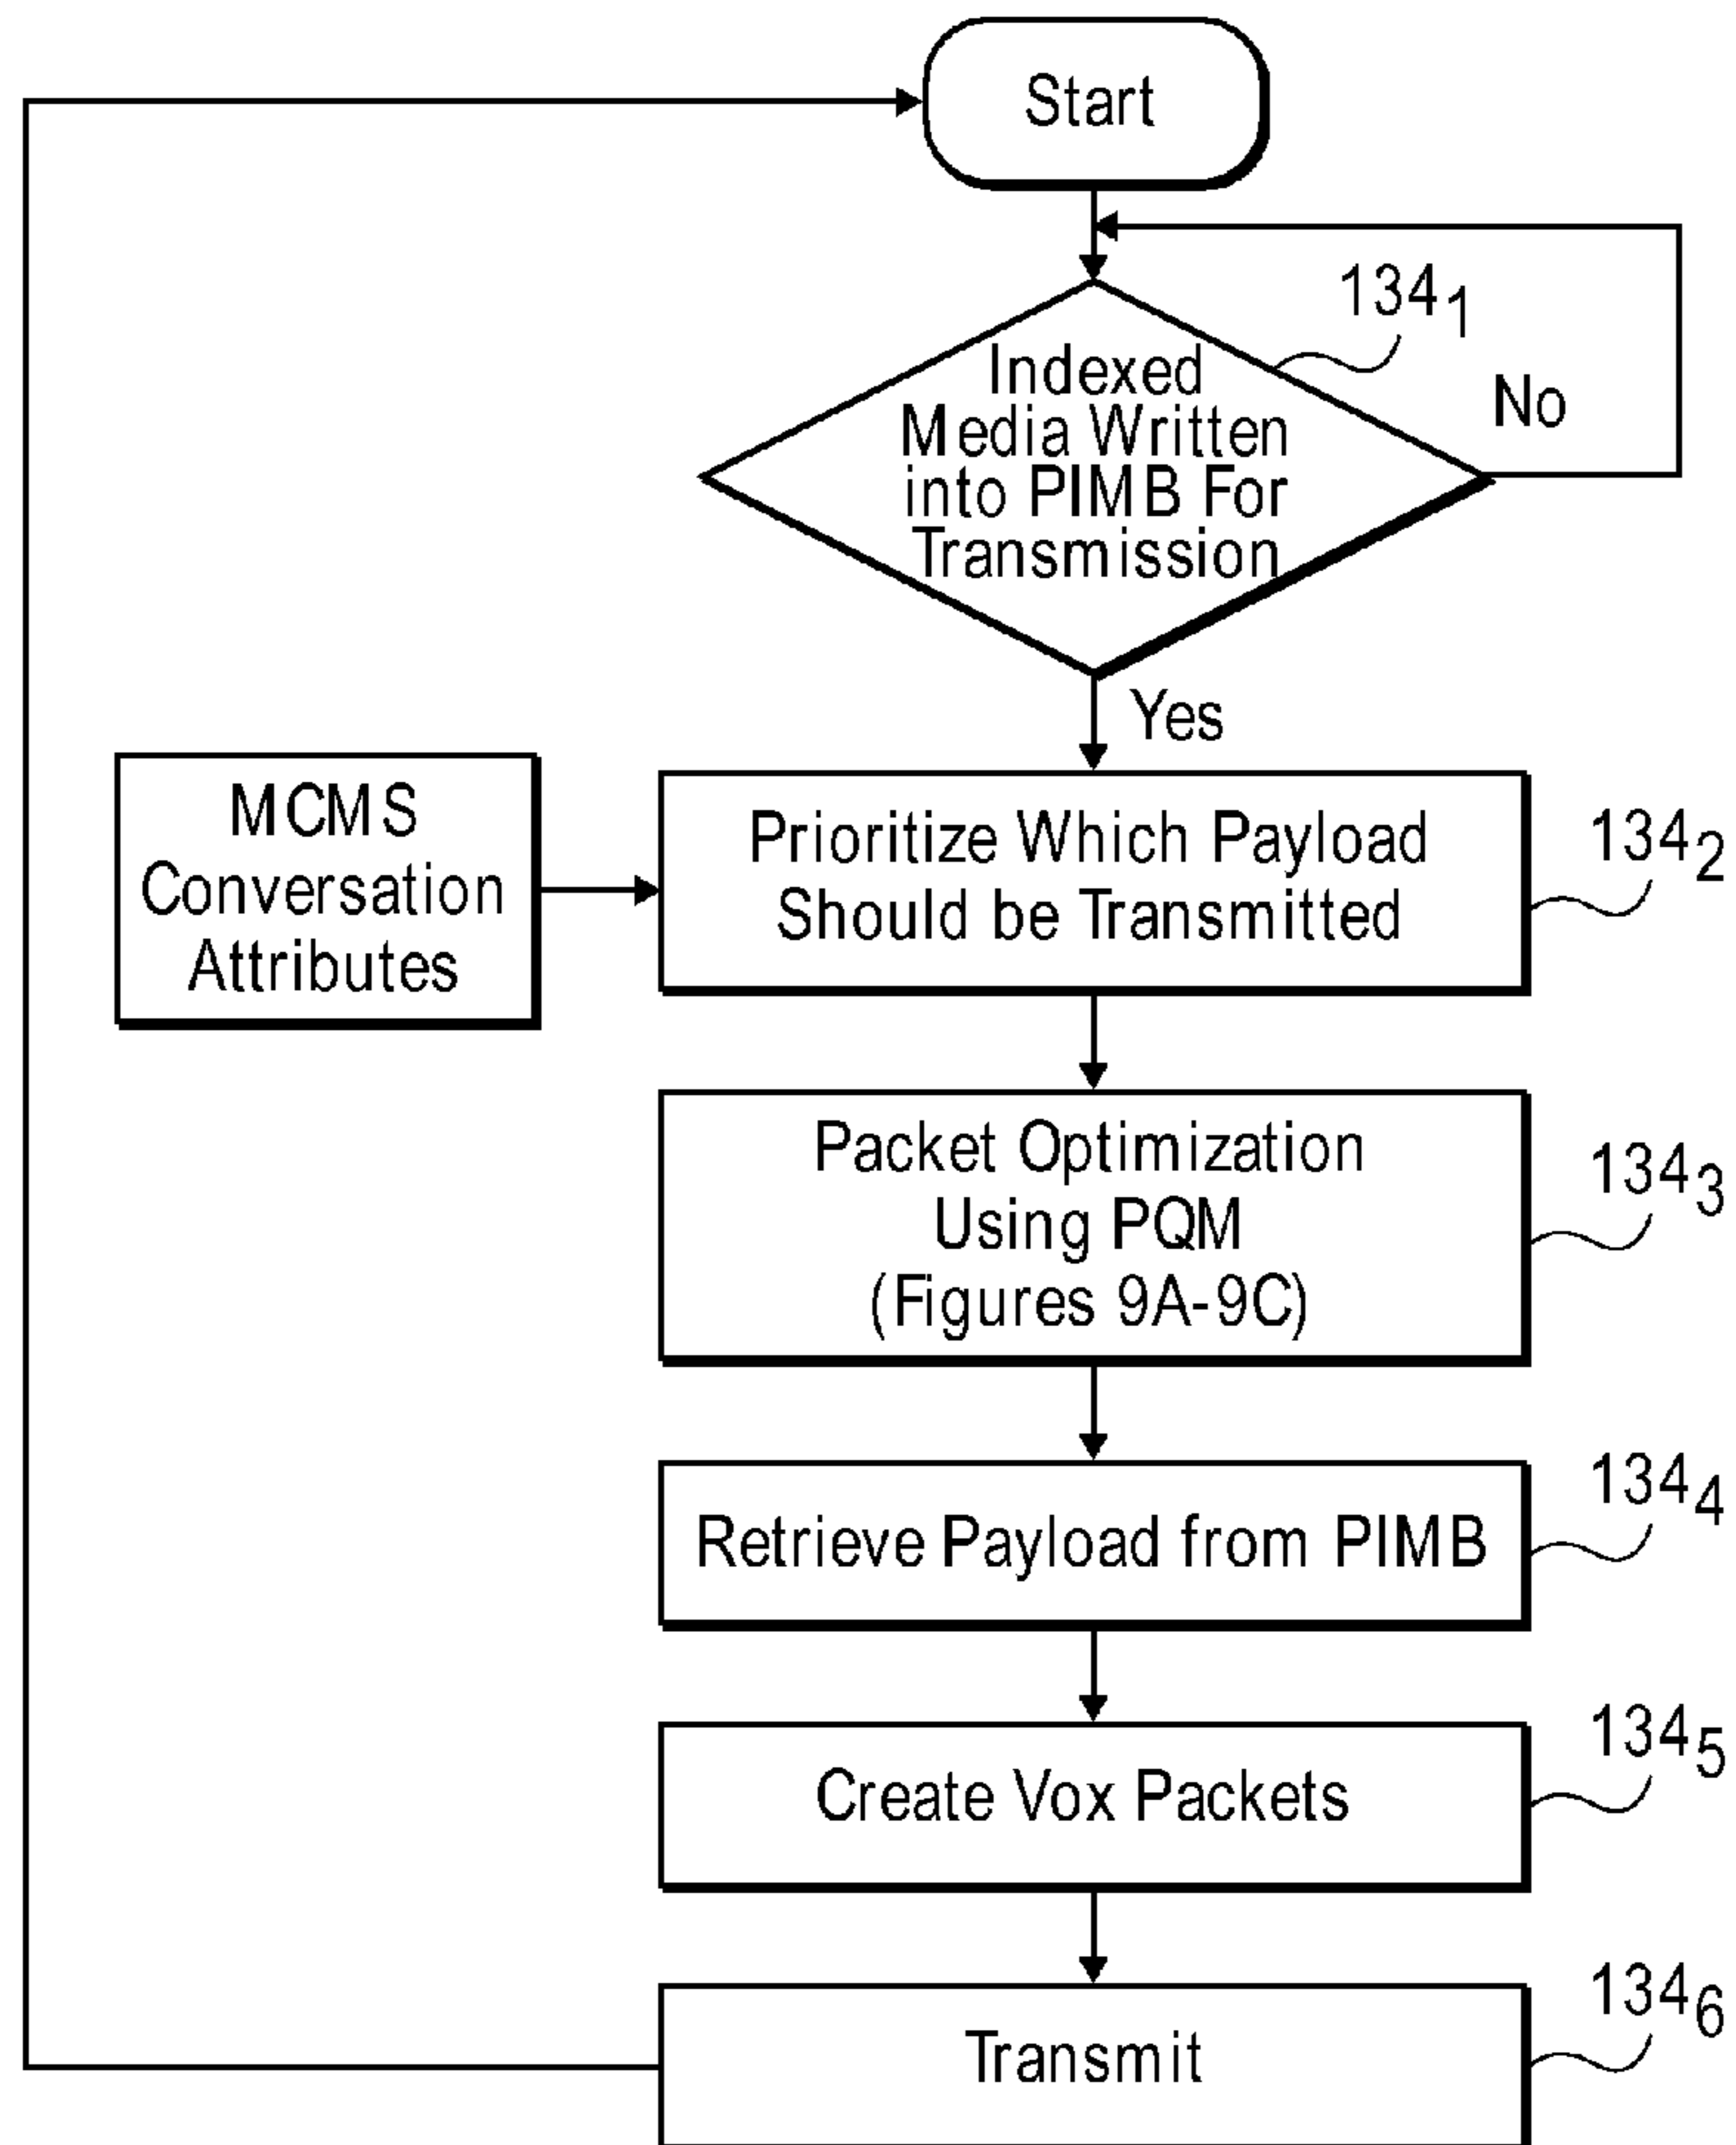 Start
134₁
Indexed
Media Written
into PIMB For
Transmission
No
Yes
MCMS
Conversation
Attributes
Prioritize Which Payload
Should be Transmitted
134₂
Packet Optimization
Using PQM
(Figures 9A-9C)
134₃
Retrieve Payload from PIMB
134₄
Create Vox Packets
134₅
Transmit
134₆